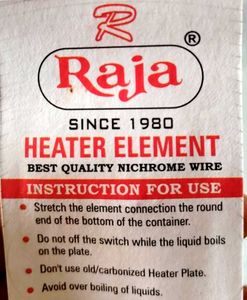 R
Raja ®
SINCE 1980
HEATER ELEMENT
BEST QUALITY NICHROME WIRE
INSTRUCTION FOR USE
• Stretch the element connection the round
end of the bottom of the container.
• Do not off the switch while the liquid boils
on the plate.
• Don't use old/carbonized Heater Plate.
• Avoid over boiling of liquids.